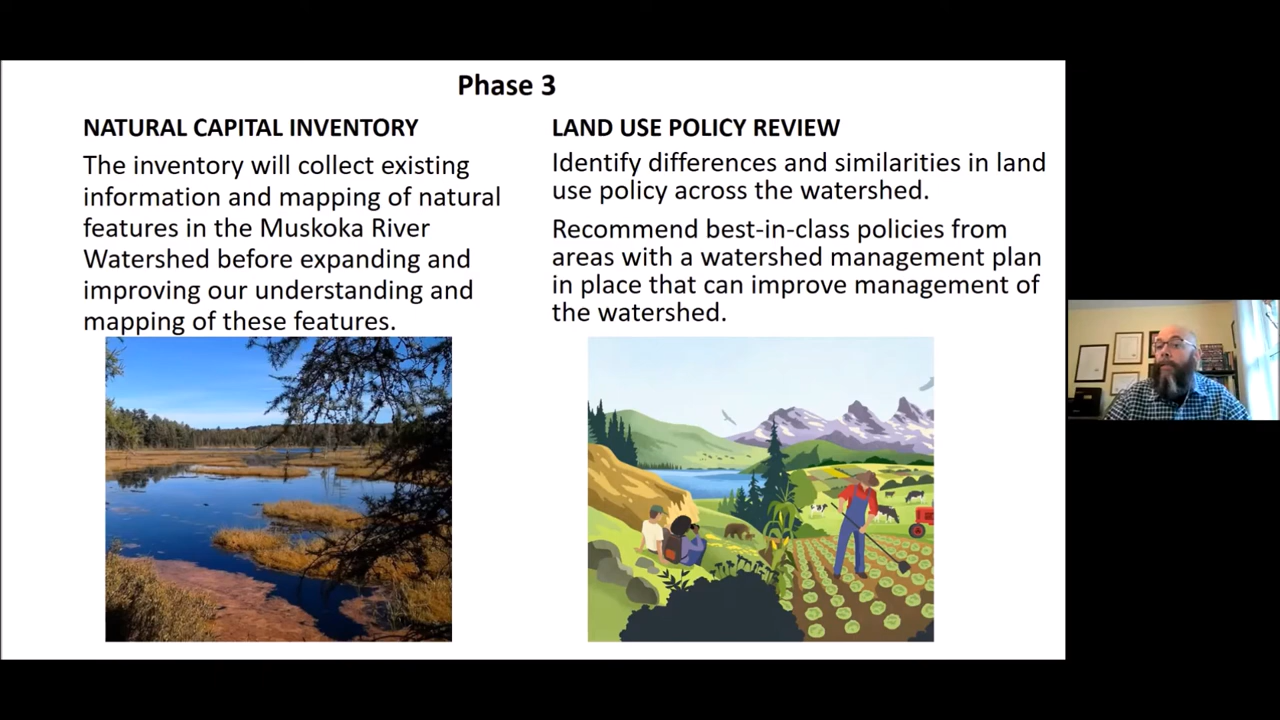 Phase 3
NATURAL CAPITAL INVENTORY
The inventory will collect existing
information and mapping of natural
features in the Muskoka River
Watershed before expanding and
improving our understanding and
mapping of these features.
LAND USE POLICY REVIEW
Identify differences and similarities in land
use policy across the watershed.
Recommend best-in-class policies from
areas with a watershed management plan
in place that can improve management of
the watershed.